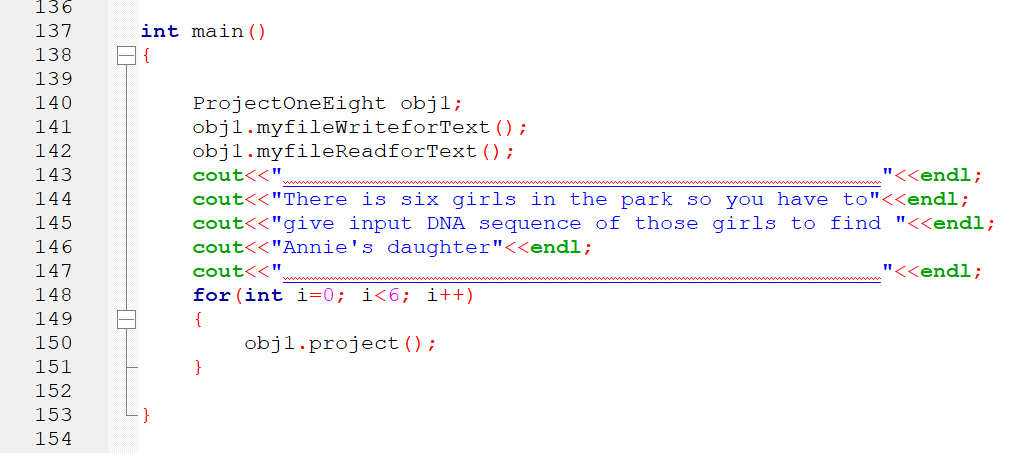 136
137 int main()
138 {
139
140 ProjectOneEight obj1;
141 obj1.myfileWriteforText();
142 obj1.myfileReadforText();
143 cout<<"______________________________________________"<<endl;
144 cout<<"There is six girls in the park so you have to"<<endl;
145 cout<<"give input DNA sequence of those girls to find "<<endl;
146 cout<<"Annie's daughter"<<endl;
147 cout<<"______________________________________________"<<endl;
148 for(int i=0; i<6; i++)
149 {
150 obj1.project();
151 }
152
153 }
154